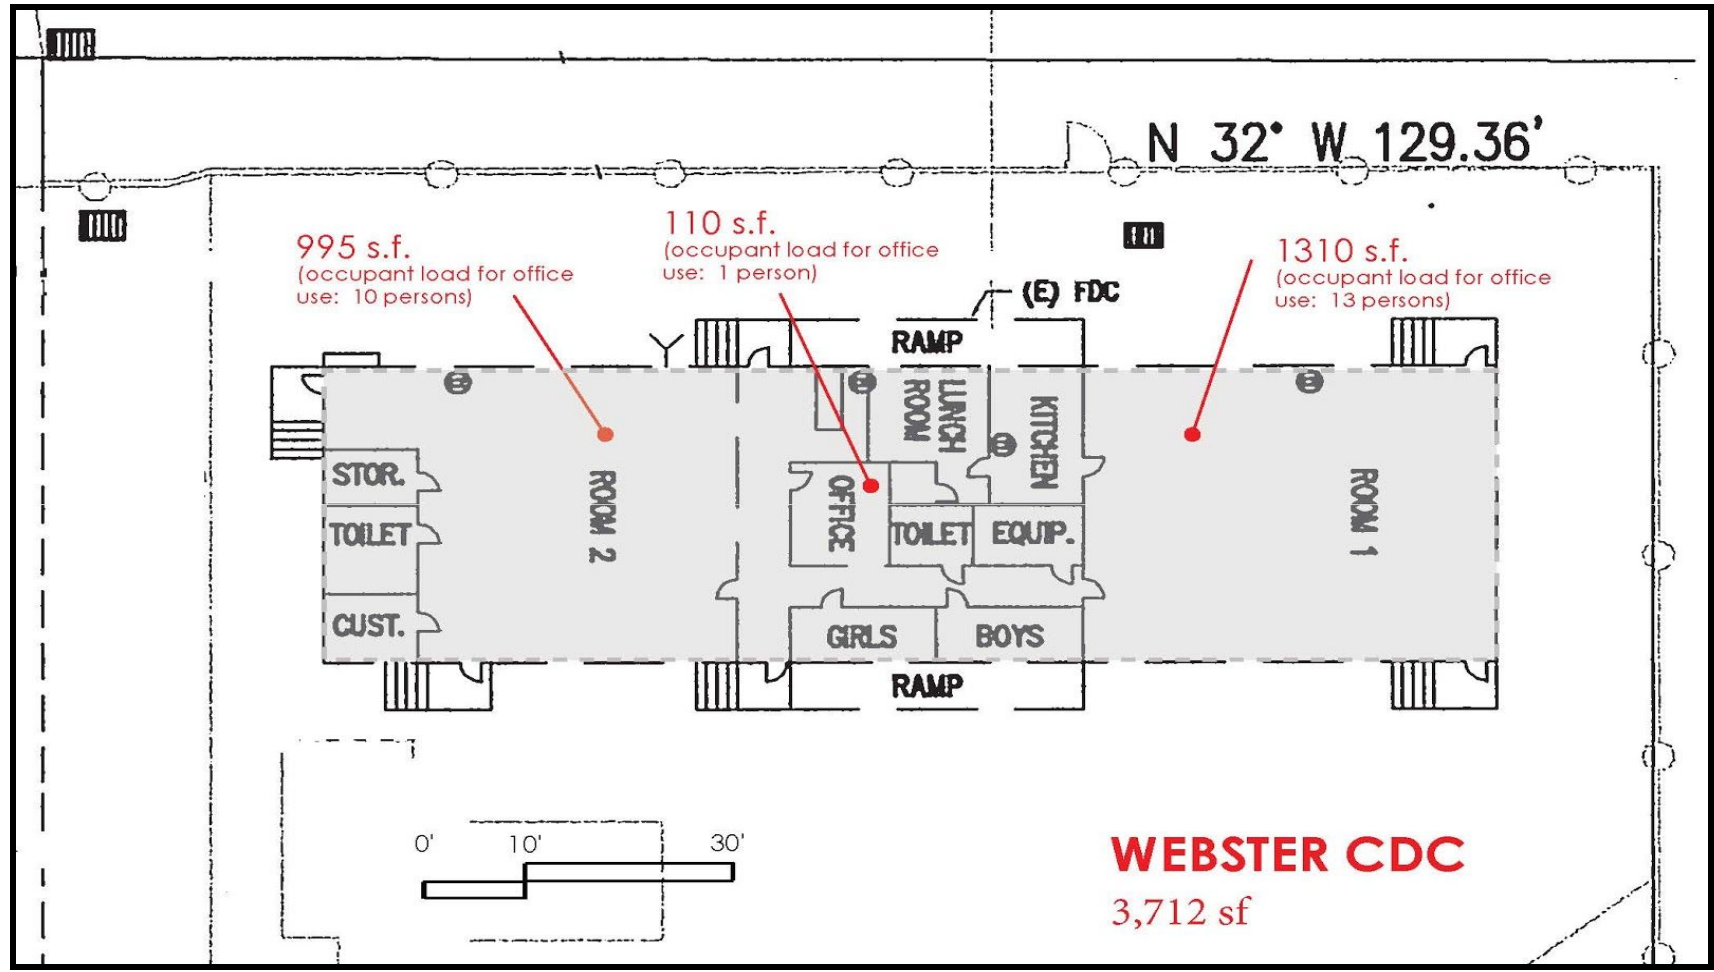 N 32° W 129.36'
995 s.f.
(occupant load for office
use: 10 persons)
110 s.f.
(occupant load for office
use: 1 person)
1310 s.f.
(occupant load for office
use: 13 persons)
(E) FDC
RAMP
LUNCH
ROOM
KITCHEN
STOR.
ROOM 2
OFFICE
ROOM 1
TOILET
TOILET
EQUIP.
CUST.
GIRLS
BOYS
RAMP
0' 10' 30'
WEBSTER CDC
3,712 sf